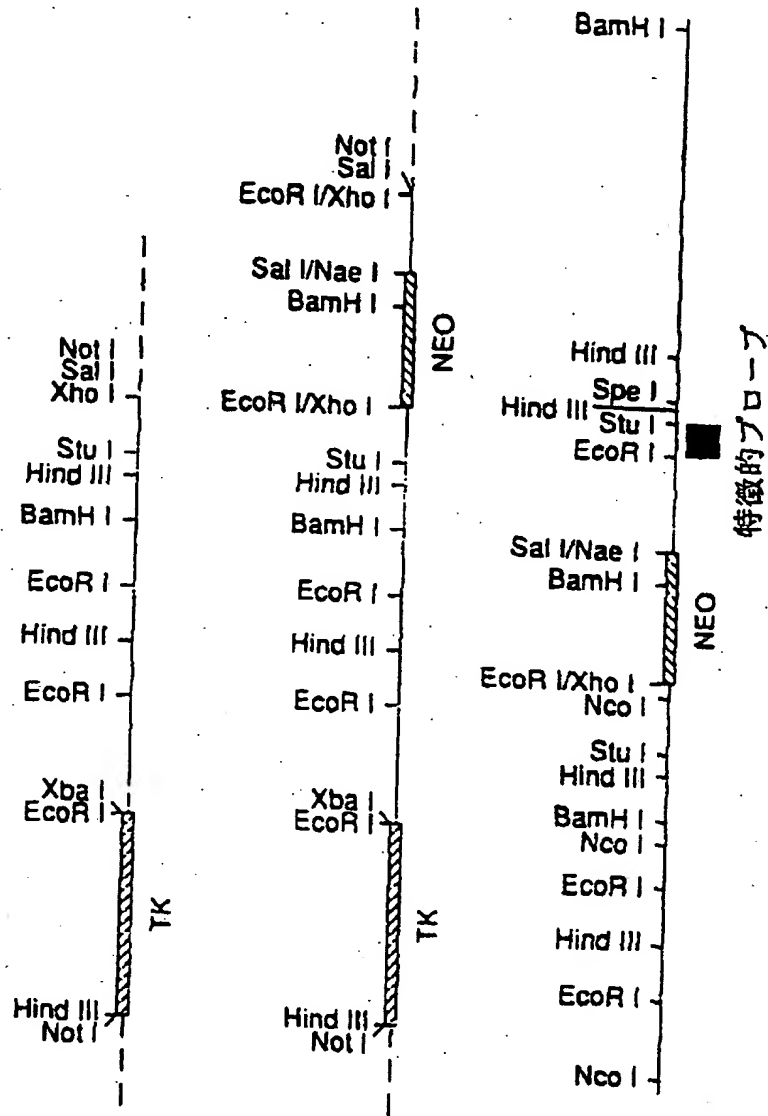 Not I
Sal I
Xho I
Stu I
Hind III
BamH I
EcoR I
Hind III
EcoR I
Xba I
EcoR I
TK
Hind III
Not I
Not I
Sal I
EcoR I/Xho I
Sal I/Nae I
BamH I
NEO
EcoR I/Xho I
Stu I
Hind III
BamH I
EcoR I
Hind III
EcoR I
Xba I
EcoR I
TK
Hind III
Not I
BamH I
Hind III
Spe I
Hind III
Stu I
EcoR I
特徴的プローブ
Sal I/Nae I
BamH I
NEO
EcoR I/Xho I
Nco I
Stu I
Hind III
BamH I
Nco I
EcoR I
Hind III
EcoR I
Nco I